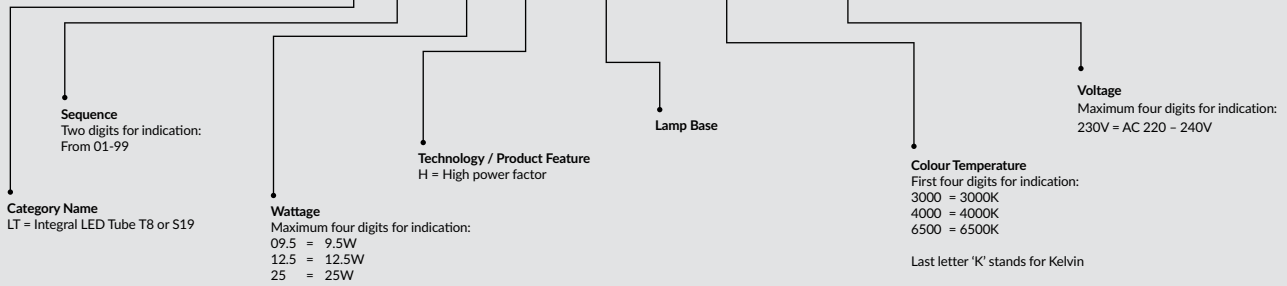 Category Name
LT = Integral LED Tube T8 or S19
Sequence
Two digits for indication:
From 01-99
Wattage
Maximum four digits for indication:
09.5 = 9.5W
12.5 = 12.5W
25 = 25W
Technology / Product Feature
H = High power factor
Lamp Base
Colour Temperature
First four digits for indication:
3000 = 3000K
4000 = 4000K
6500 = 6500K
Last letter ‘K’ stands for Kelvin
Voltage
Maximum four digits for indication:
230V = AC 220 – 240V